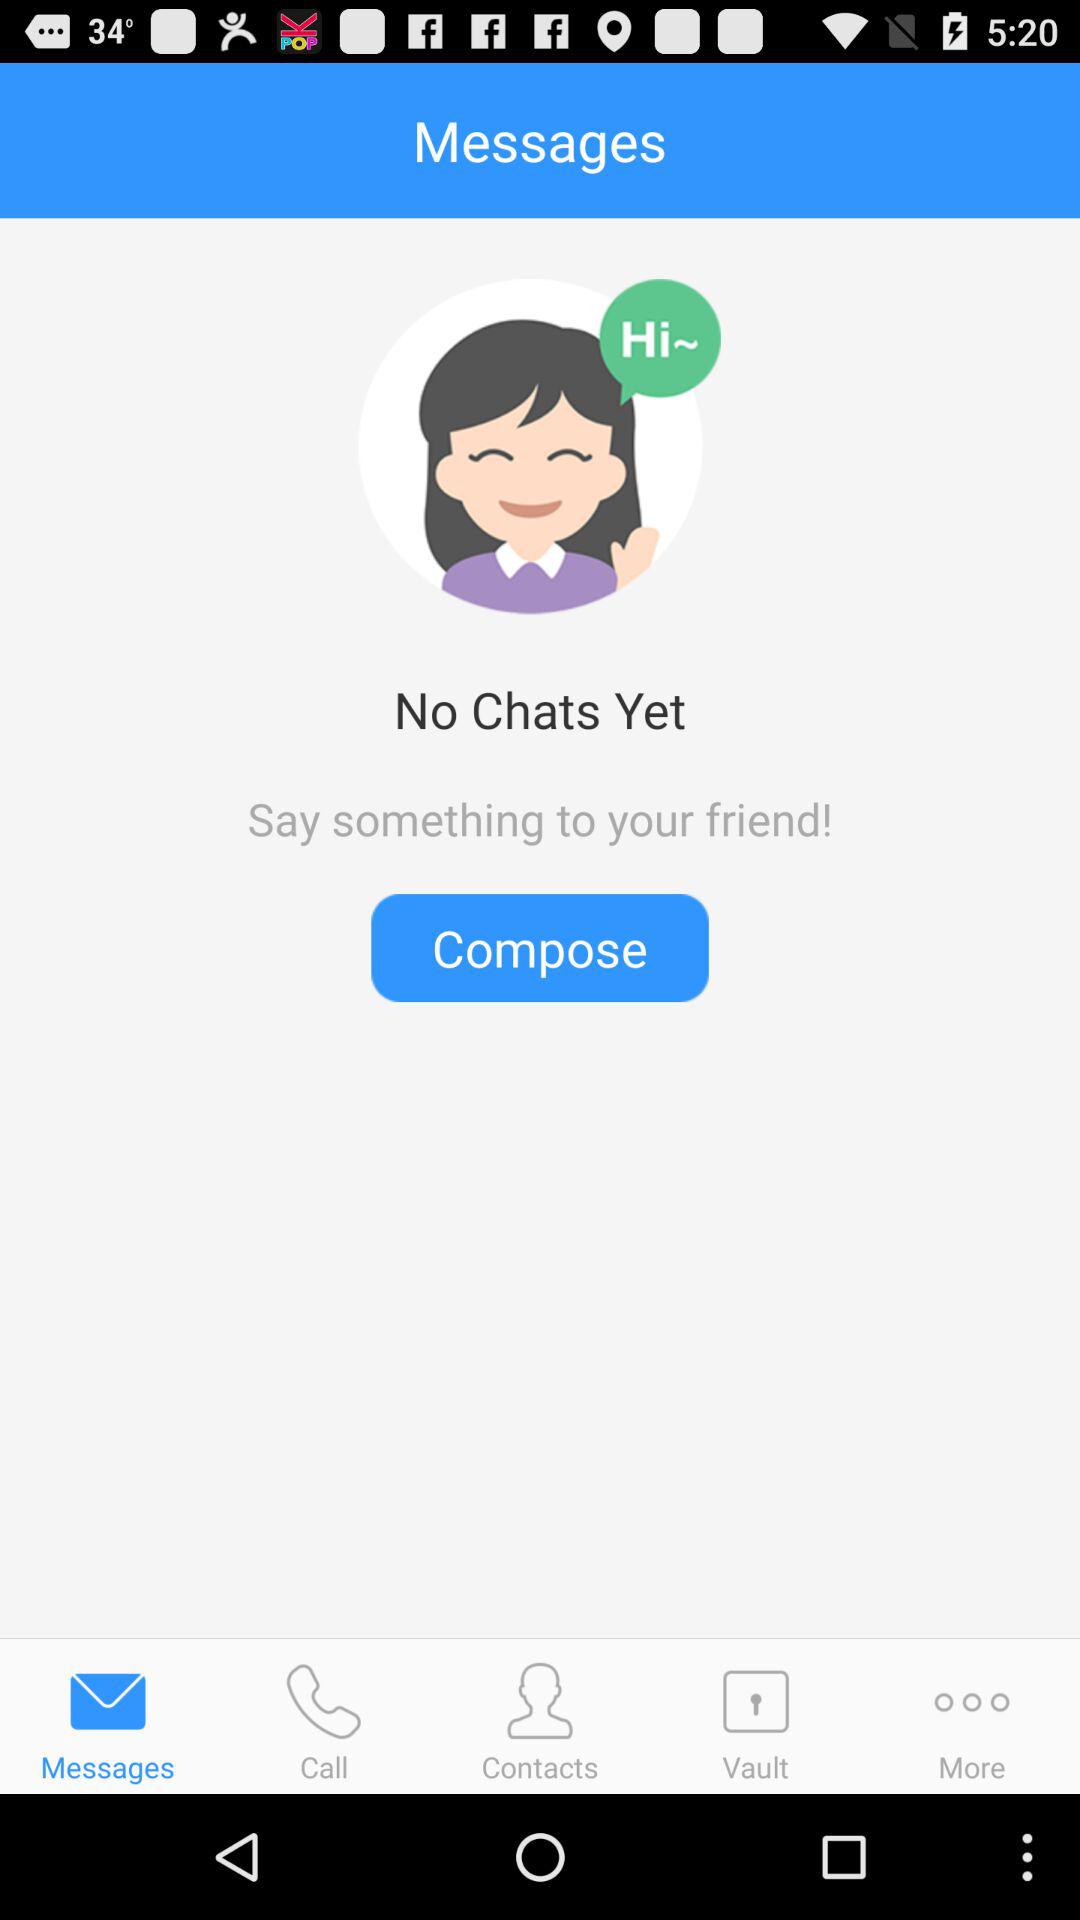 34° K POP 5:20
Messages
Hi~
No Chats Yet
Say something to your friend!
Compose
Messages Call Contacts Vault More